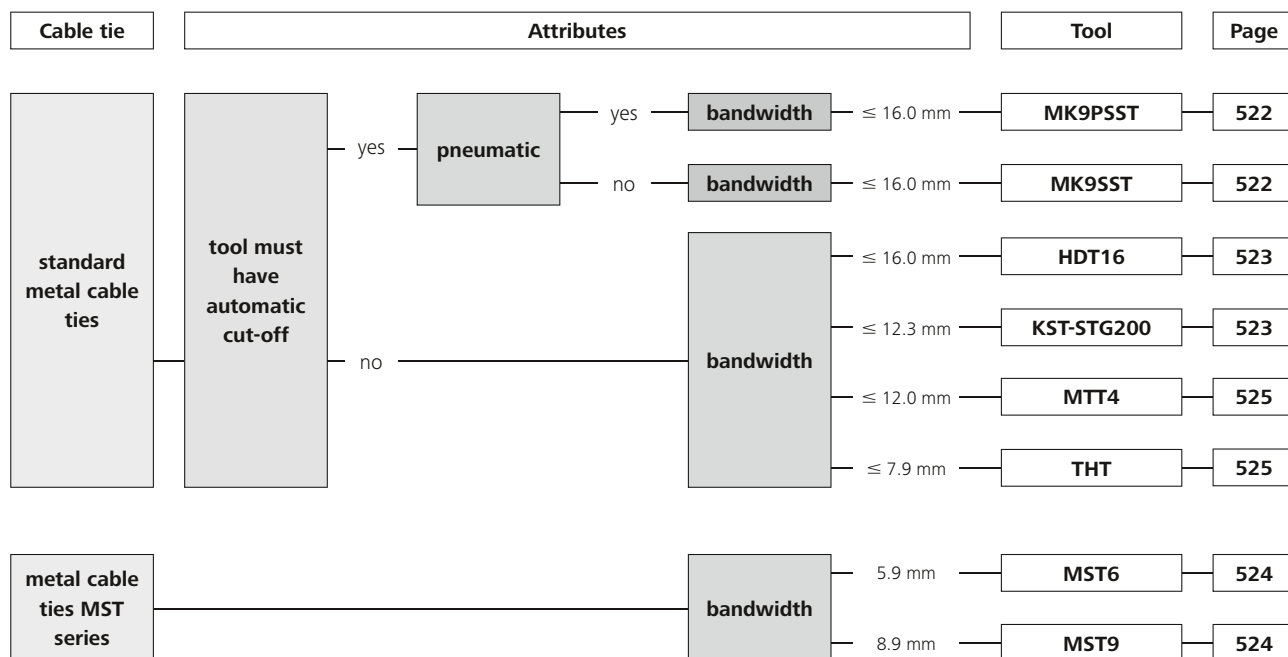 Cable tie
Attributes
Tool
Page
standard
metal cable
ties
tool must
have
automatic
cut-off
yes
pneumatic
yes
bandwidth
≤ 16.0 mm
MK9PSST
522
no
bandwidth
≤ 16.0 mm
MK9SST
522
no
bandwidth
≤ 16.0 mm
HDT16
523
≤ 12.3 mm
KST-STG200
523
≤ 12.0 mm
MTT4
525
≤ 7.9 mm
THT
525
metal cable
ties MST
series
bandwidth
5.9 mm
MST6
524
8.9 mm
MST9
524